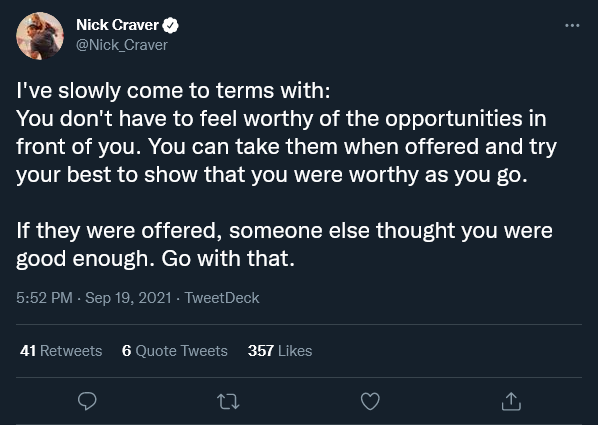 Nick Craver
@Nick_Craver
I've slowly come to terms with:
You don't have to feel worthy of the opportunities in
front of you. You can take them when offered and try
your best to show that you were worthy as you go.
If they were offered, someone else thought you were
good enough. Go with that.
5:52 PM · Sep 19, 2021 · TweetDeck
41 Retweets 6 Quote Tweets 357 Likes